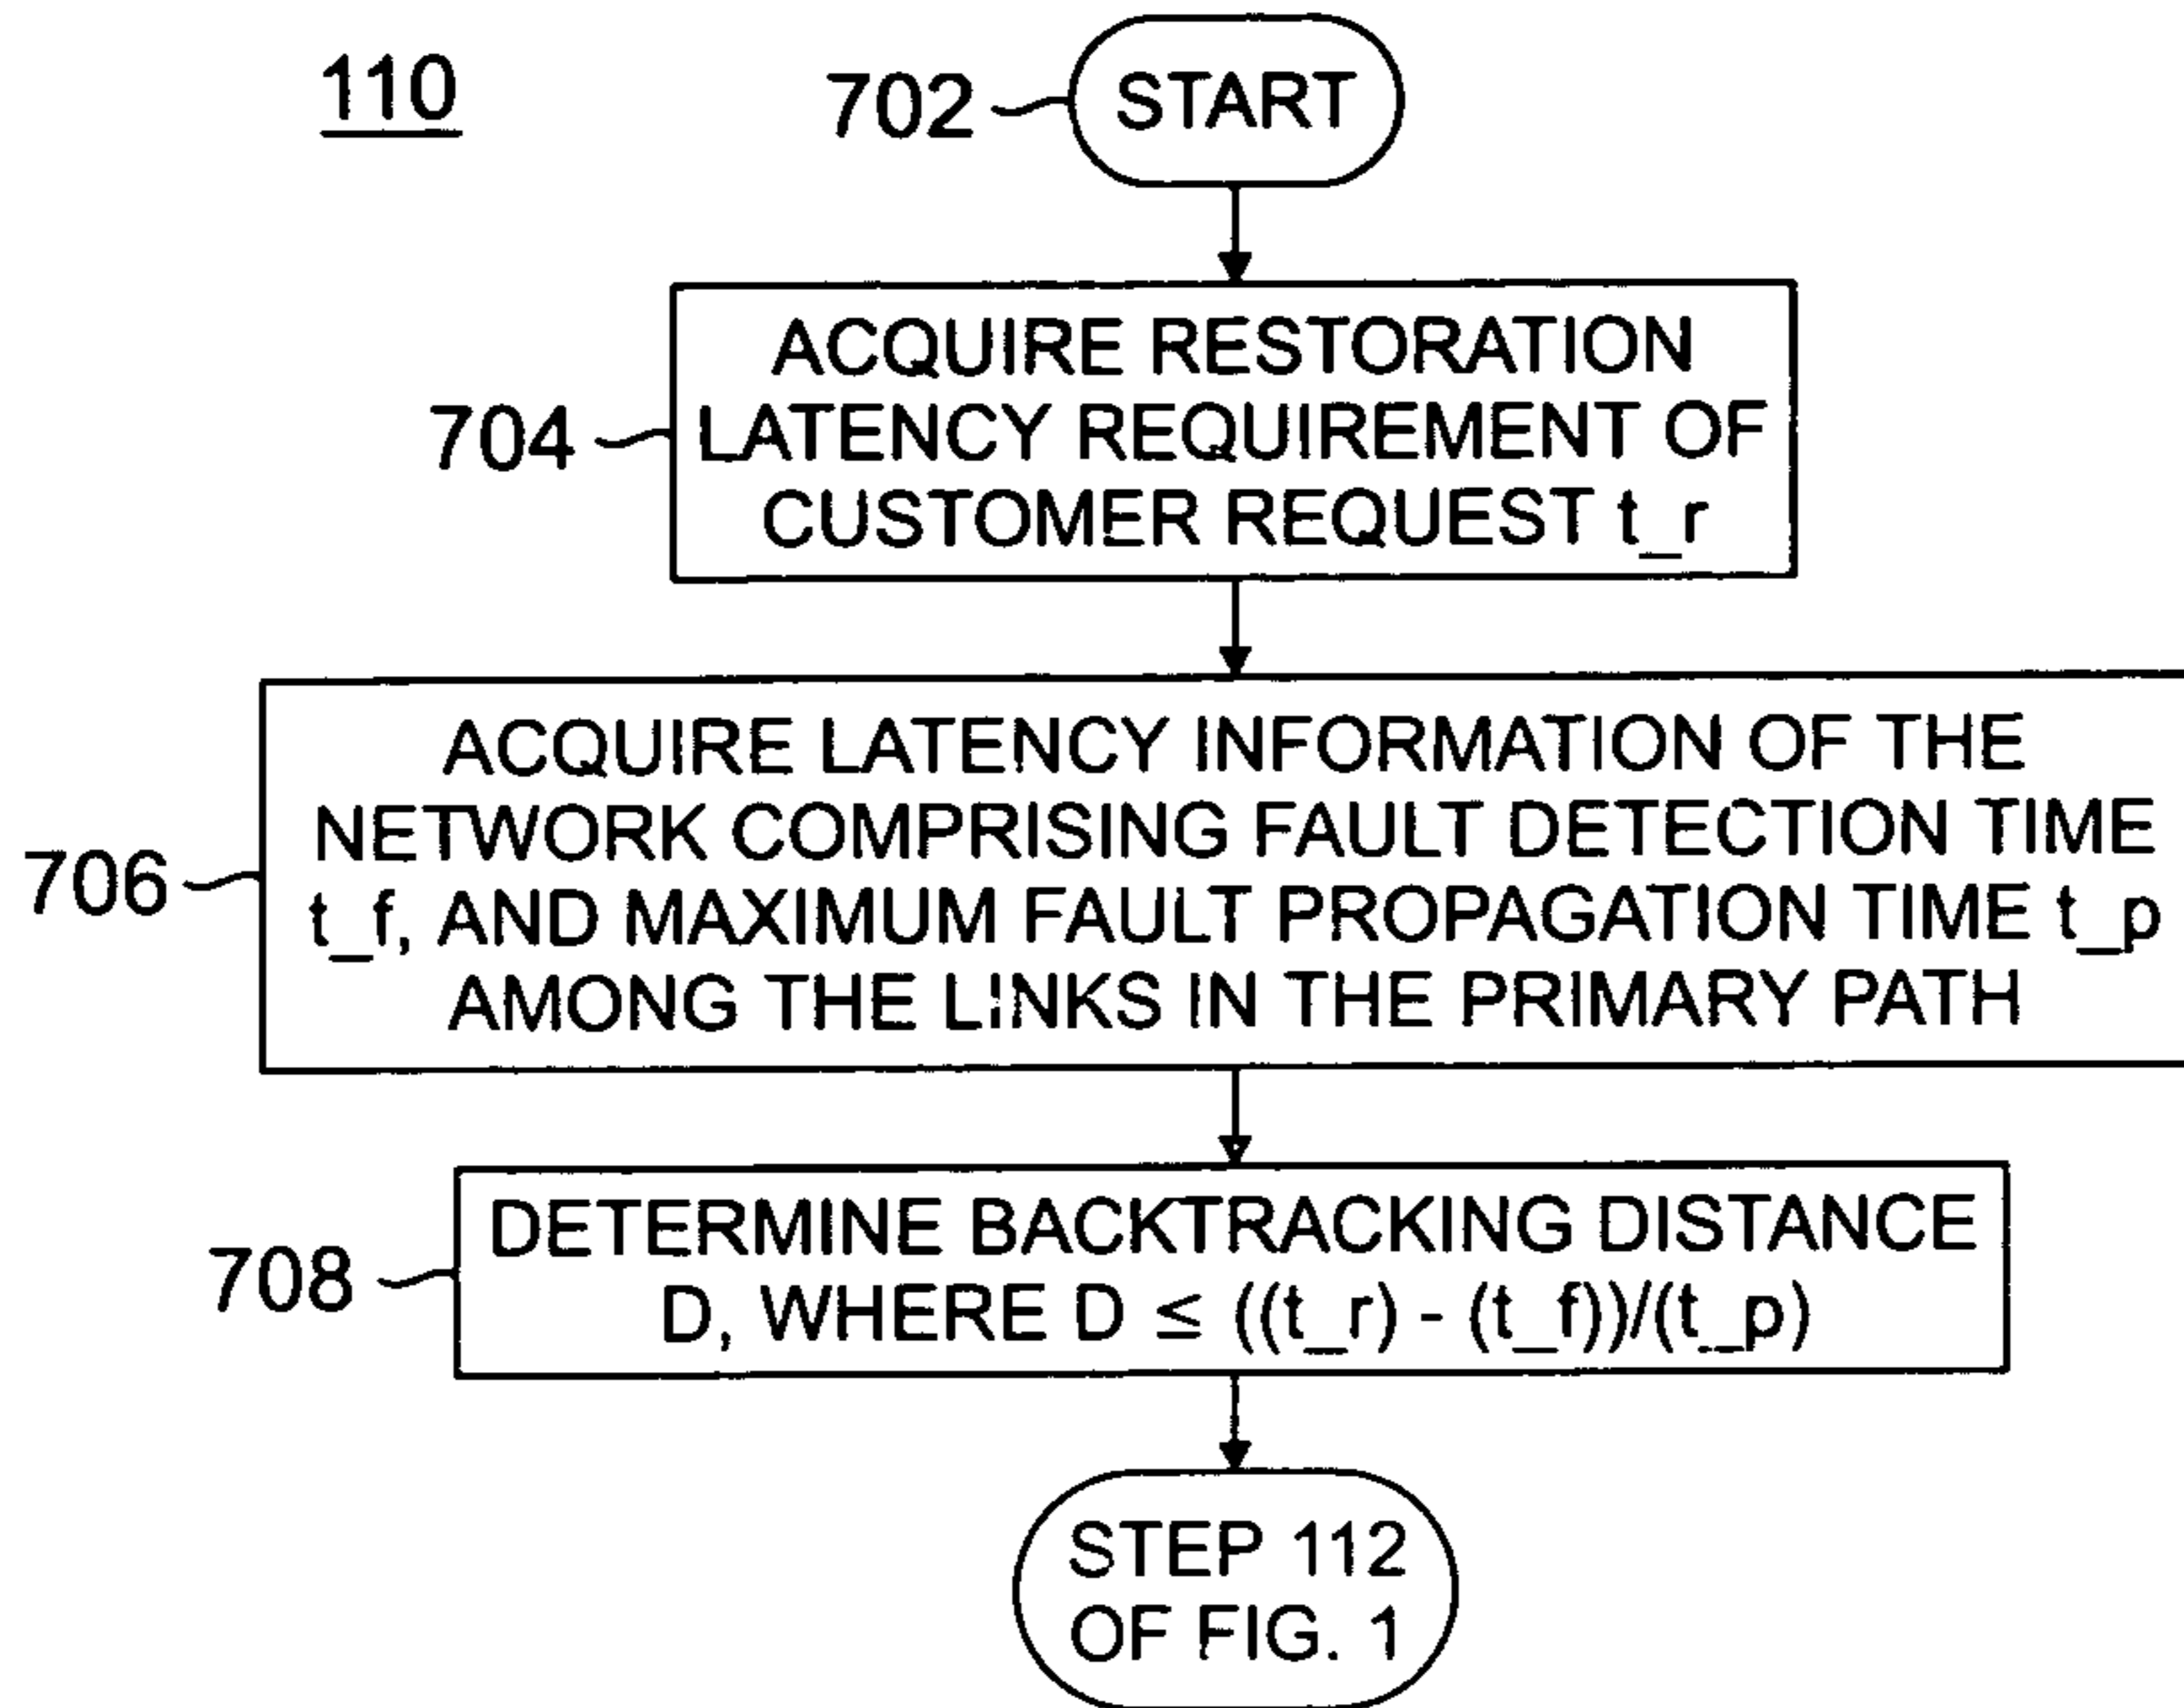 110
702
START
704
ACQUIRE RESTORATION
LATENCY REQUIREMENT OF
CUSTOMER REQUEST t_r
706
ACQUIRE LATENCY INFORMATION OF THE
NETWORK COMPRISING FAULT DETECTION TIME
t_f, AND MAXIMUM FAULT PROPAGATION TIME t_p
AMONG THE LINKS IN THE PRIMARY PATH
708
DETERMINE BACKTRACKING DISTANCE
D, WHERE D ≤ ((t_r) - (t_f))/(t_p)
STEP 112
OF FIG. 1